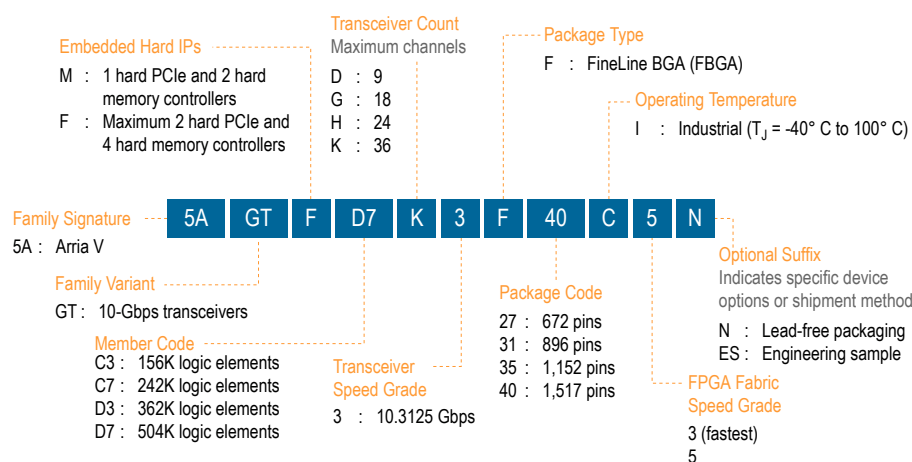 Embedded Hard IPs
M : 1 hard PCIe and 2 hard
memory controllers
F : Maximum 2 hard PCIe and
4 hard memory controllers
Transceiver Count
Maximum channels
D : 9
G : 18
H : 24
K : 36
Package Type
F : FineLine BGA (FBGA)
Operating Temperature
I : Industrial (TJ = -40° C to 100° C)
5A GT F D7 K 3 F 40 C 5 N
Family Signature
5A : Arria V
Family Variant
GT : 10-Gbps transceivers
Member Code
C3 : 156K logic elements
C7 : 242K logic elements
D3 : 362K logic elements
D7 : 504K logic elements
Transceiver
Speed Grade
3 : 10.3125 Gbps
Package Code
27 : 672 pins
31 : 896 pins
35 : 1,152 pins
40 : 1,517 pins
Optional Suffix
Indicates specific device
options or shipment method
N : Lead-free packaging
ES : Engineering sample
FPGA Fabric
Speed Grade
3 (fastest)
5